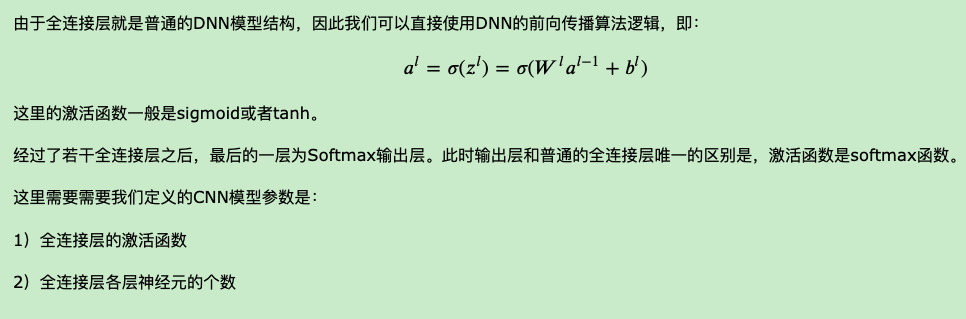 由于全连接层就是普通的DNN模型结构，因此我们可以直接使用DNN的前向传播算法逻辑，即：
a^l = σ(z^l) = σ(W^l a^{l−1} + b^l)
这里的激活函数一般是sigmoid或者tanh。
经过了若干全连接层之后，最后的一层为Softmax输出层。此时输出层和普通的全连接层唯一的区别是，激活函数是softmax函数。
这里需要需要我们定义的CNN模型参数是：
1）全连接层的激活函数
2）全连接层各层神经元的个数